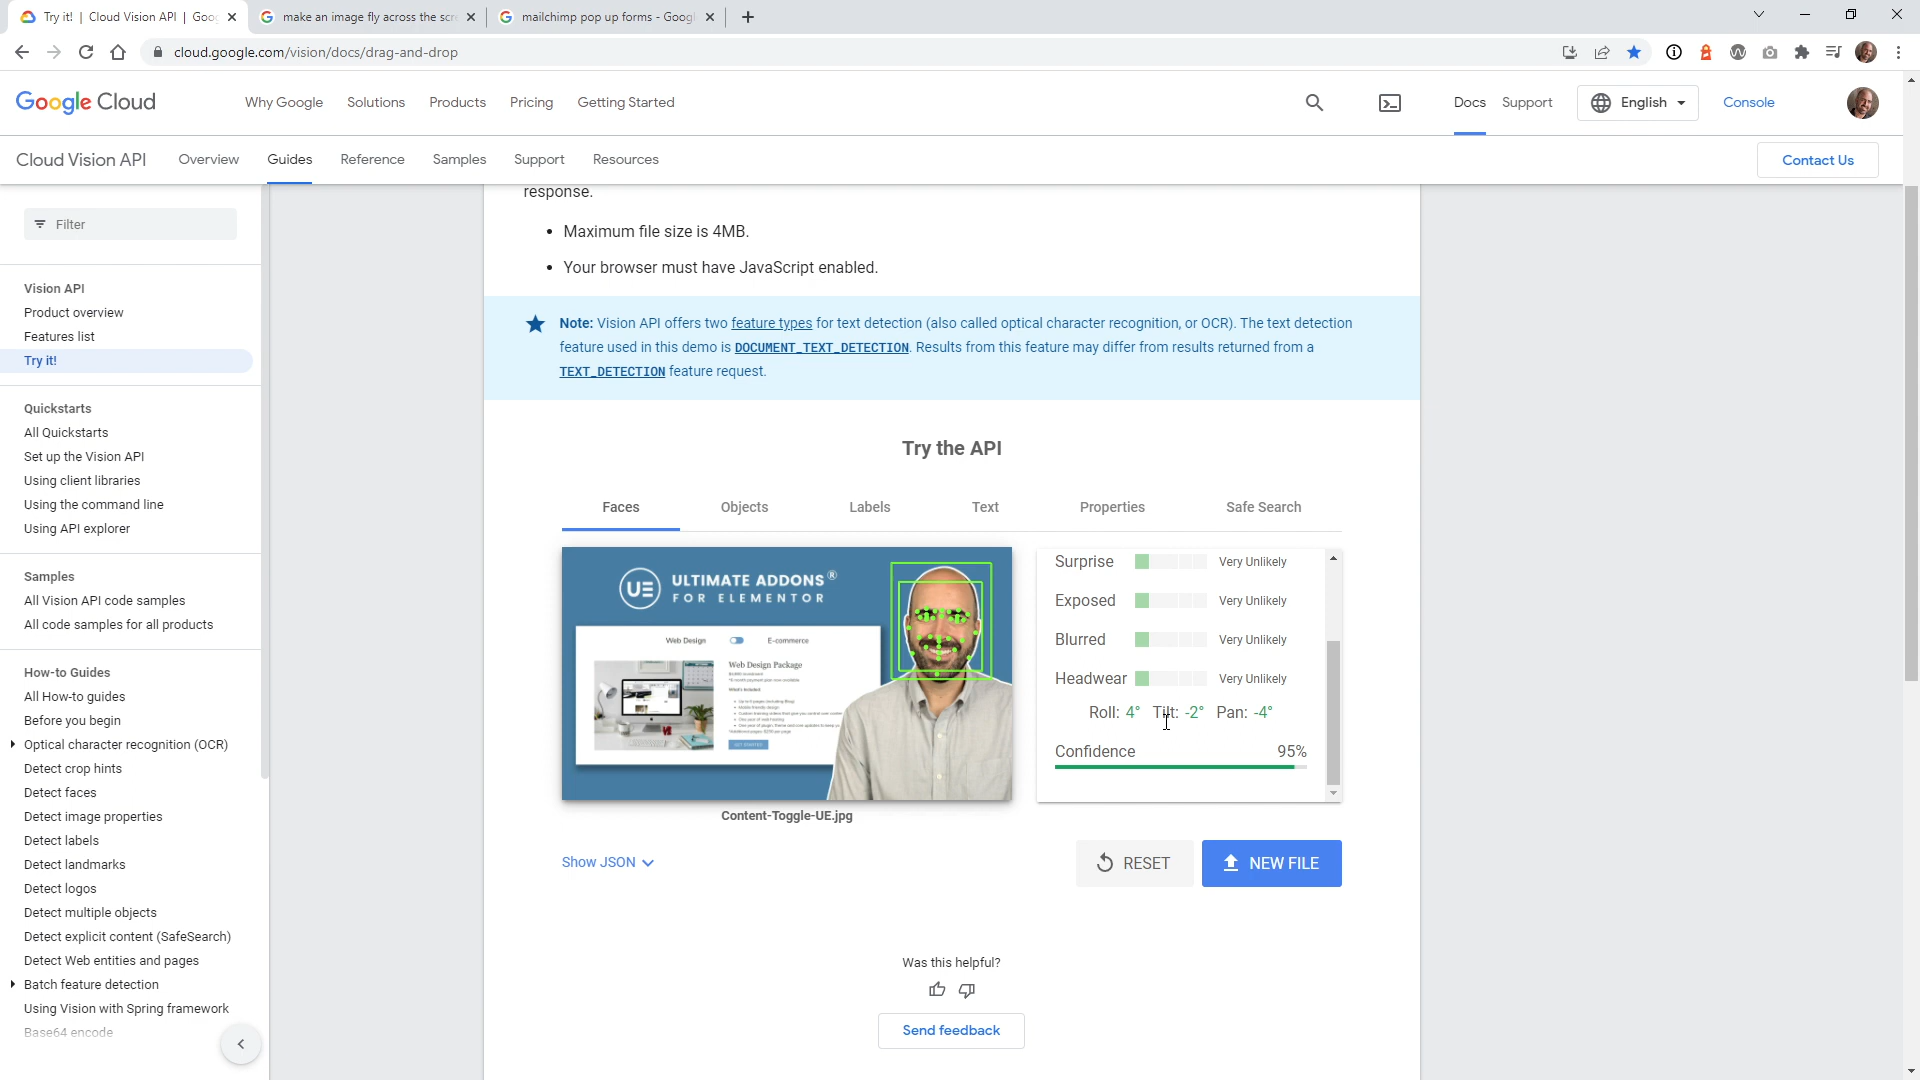 Try it! | Cloud Vision API | Goo
make an image fly across the scr
mailchimp pop up forms - Googl
cloud.google.com/vision/docs/drag-and-drop
Google Cloud
Why Google
Solutions
Products
Pricing
Getting Started
Docs
Support
English
Console
Cloud Vision API
Overview
Guides
Reference
Samples
Support
Resources
Contact Us
Filter
Vision API
Product overview
Features list
Try it!
Quickstarts
All Quickstarts
Set up the Vision API
Using client libraries
Using the command line
Using API explorer
Samples
All Vision API code samples
All code samples for all products
How-to Guides
All How-to guides
Before you begin
Optical character recognition (OCR)
Detect crop hints
Detect faces
Detect image properties
Detect labels
Detect landmarks
Detect logos
Detect multiple objects
Detect explicit content (SafeSearch)
Detect Web entities and pages
Batch feature detection
Using Vision with Spring framework
Base64 encode
response.
• Maximum file size is 4MB.
• Your browser must have JavaScript enabled.
Note: Vision API offers two feature types for text detection (also called optical character recognition, or OCR). The text detection
feature used in this demo is DOCUMENT_TEXT_DETECTION. Results from this feature may differ from results returned from a
TEXT_DETECTION feature request.
Try the API
Faces
Objects
Labels
Text
Properties
Safe Search
UE ULTIMATE ADDONS®
FOR ELEMENTOR
Web Design
E-commerce
Web Design Package
What's Included:
GET STARTED
Content-Toggle-UE.jpg
Surprise Very Unlikely
Exposed Very Unlikely
Blurred Very Unlikely
Headwear Very Unlikely
Roll: 4° Tilt: -2° Pan: -4°
Confidence 95%
Show JSON
RESET
NEW FILE
Was this helpful?
Send feedback